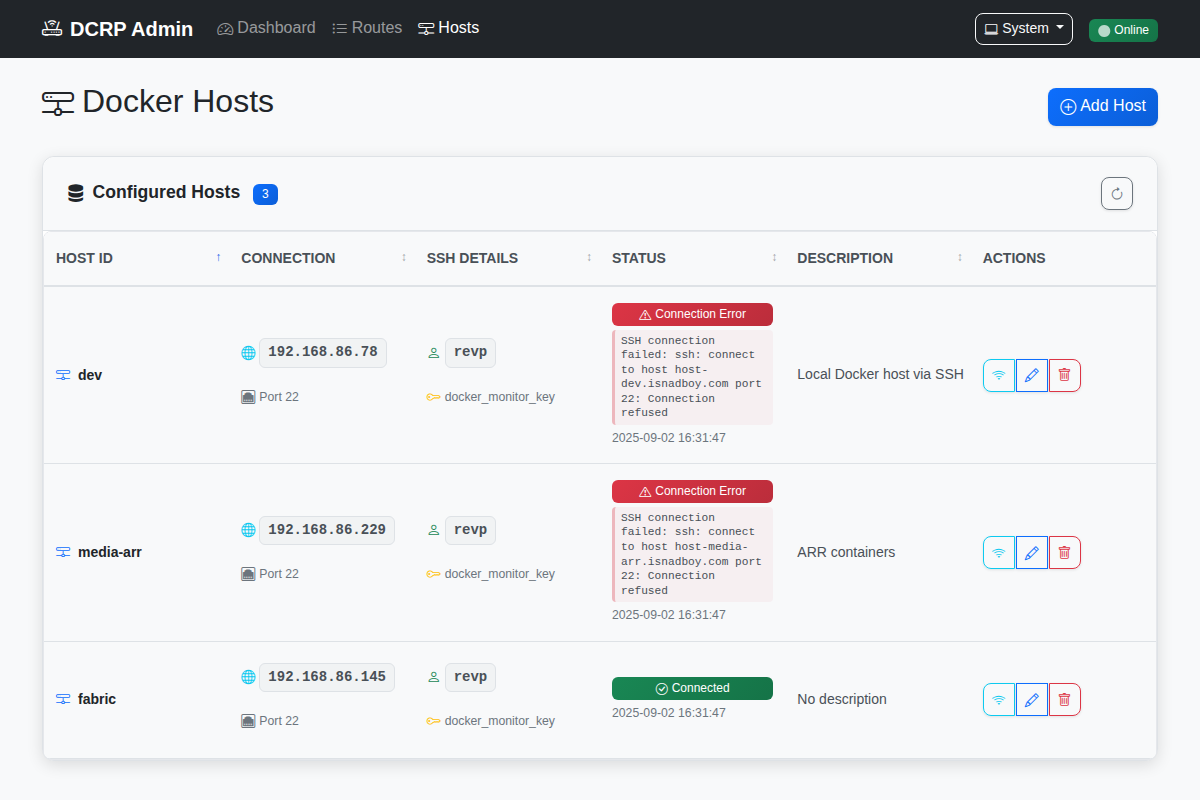 DCRP Admin Dashboard Routes Hosts System Online
Docker Hosts Add Host
Configured Hosts 3
HOST ID CONNECTION SSH DETAILS STATUS DESCRIPTION ACTIONS
dev
192.168.86.78
Port 22
revp
docker_monitor_key
Connection Error
SSH connection
failed: ssh: connect
to host host-
dev.isnadboy.com port
22: Connection
refused
2025-09-02 16:31:47
Local Docker host via SSH
media-arr
192.168.86.229
Port 22
revp
docker_monitor_key
Connection Error
SSH connection
failed: ssh: connect
to host host-media-
arr.isnadboy.com port
22: Connection
refused
2025-09-02 16:31:47
ARR containers
fabric
192.168.86.145
Port 22
revp
docker_monitor_key
Connected
2025-09-02 16:31:47
No description